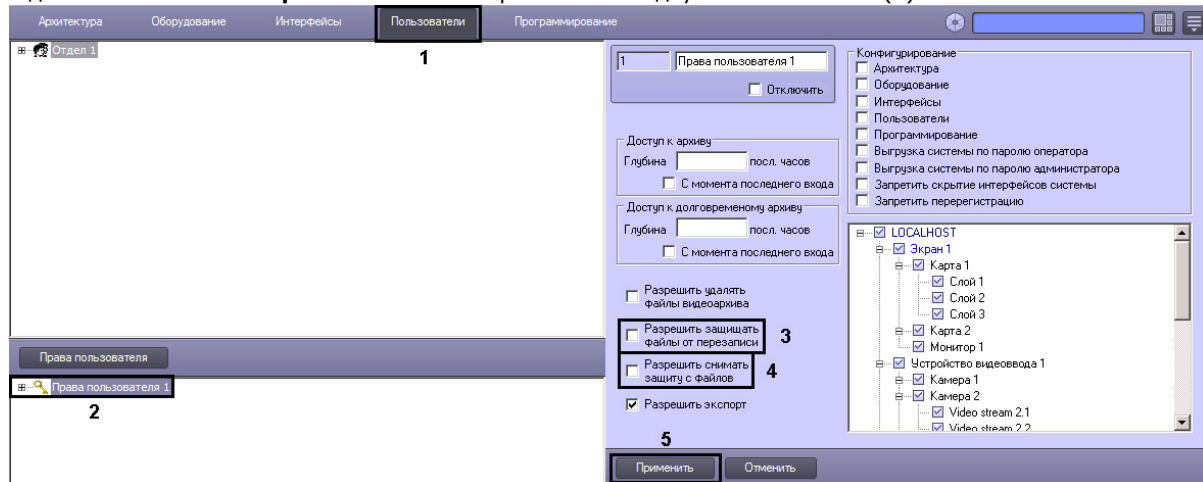 Архитектура Оборудование Интерфейсы Пользователи Программирование
1
Отдел 1
Права пользователя
Права пользователя 1
2
1 Права пользователя 1
Отключить
Доступ к архиву
Глубина посл. часов
С момента последнего входа
Доступ к долговременому архиву
Глубина посл. часов
С момента последнего входа
Разрешить удалять
файлы видеоархива
Разрешить защищать
файлы от перезаписи
3
Разрешить снимать
защиту с файлов
4
Разрешить экспорт
5
Применить Отменить
Конфигурирование
Архитектура
Оборудование
Интерфейсы
Пользователи
Программирование
Выгрузка системы по паролю оператора
Выгрузка системы по паролю администратора
Запретить скрытие интерфейсов системы
Запретить перерегистрацию
LOCALHOST
Экран 1
Карта 1
Слой 1
Слой 2
Слой 3
Карта 2
Монитор 1
Устройство видеоввода 1
Камера 1
Камера 2
Video stream 2.1
Video stream 2.2